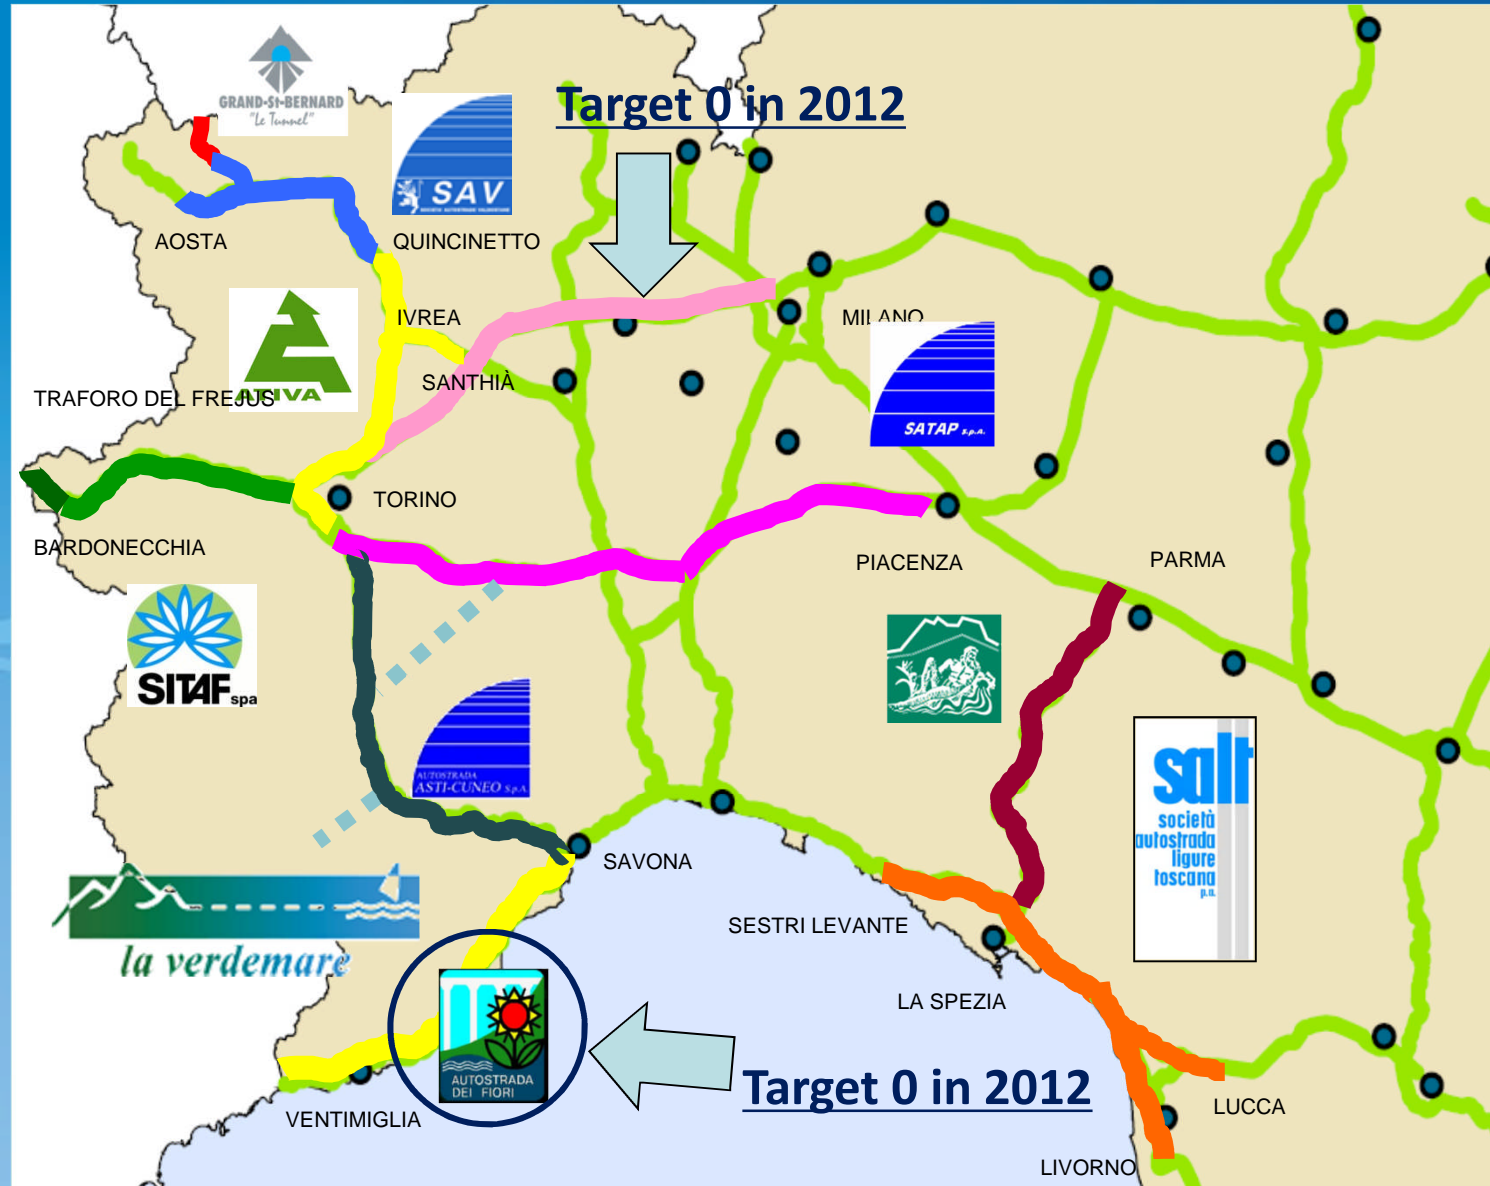 GRAND-St-BERNARD
"Le Tunnel"
Target 0 in 2012
SAV
AOSTA
QUINCINETTO
IVREA
MILANO
ATIVA
SANTHIÀ
TRAFORO DEL FREJUS
SATAP s.p.a.
TORINO
BARDONECCHIA
PIACENZA
PARMA
SITAF spa
AUTOSTRADA
ASTI-CUNEO S.p.A.
salt
società
autostrada
ligure
toscana
p.a.
SAVONA
SESTRI LEVANTE
la verdemare
LA SPEZIA
AUTOSTRADA
DEI FIORI
Target 0 in 2012
VENTIMIGLIA
LUCCA
LIVORNO